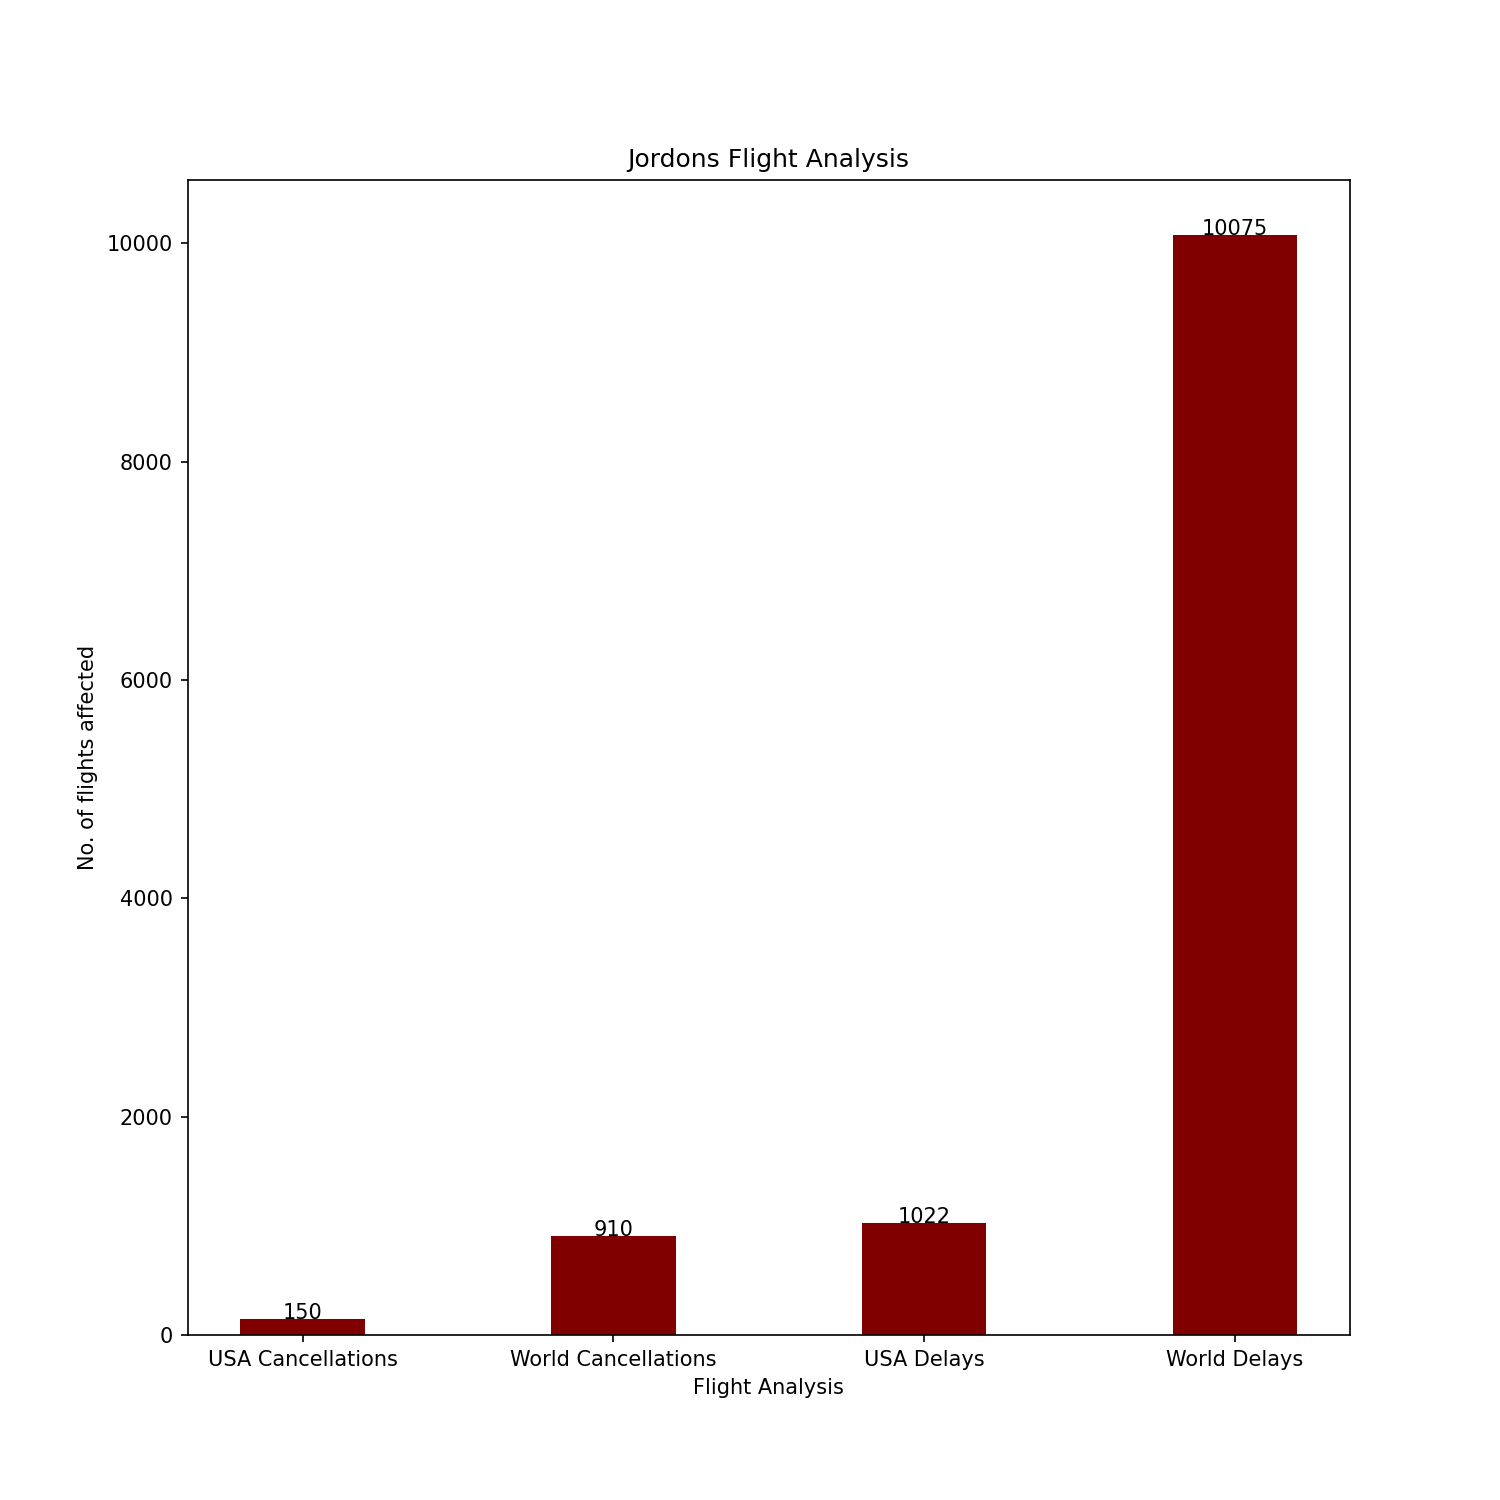 Jordons Flight Analysis
10000
8000
6000
4000
2000
0
No. of flights affected
150
910
1022
10075
USA Cancellations
World Cancellations
USA Delays
World Delays
Flight Analysis